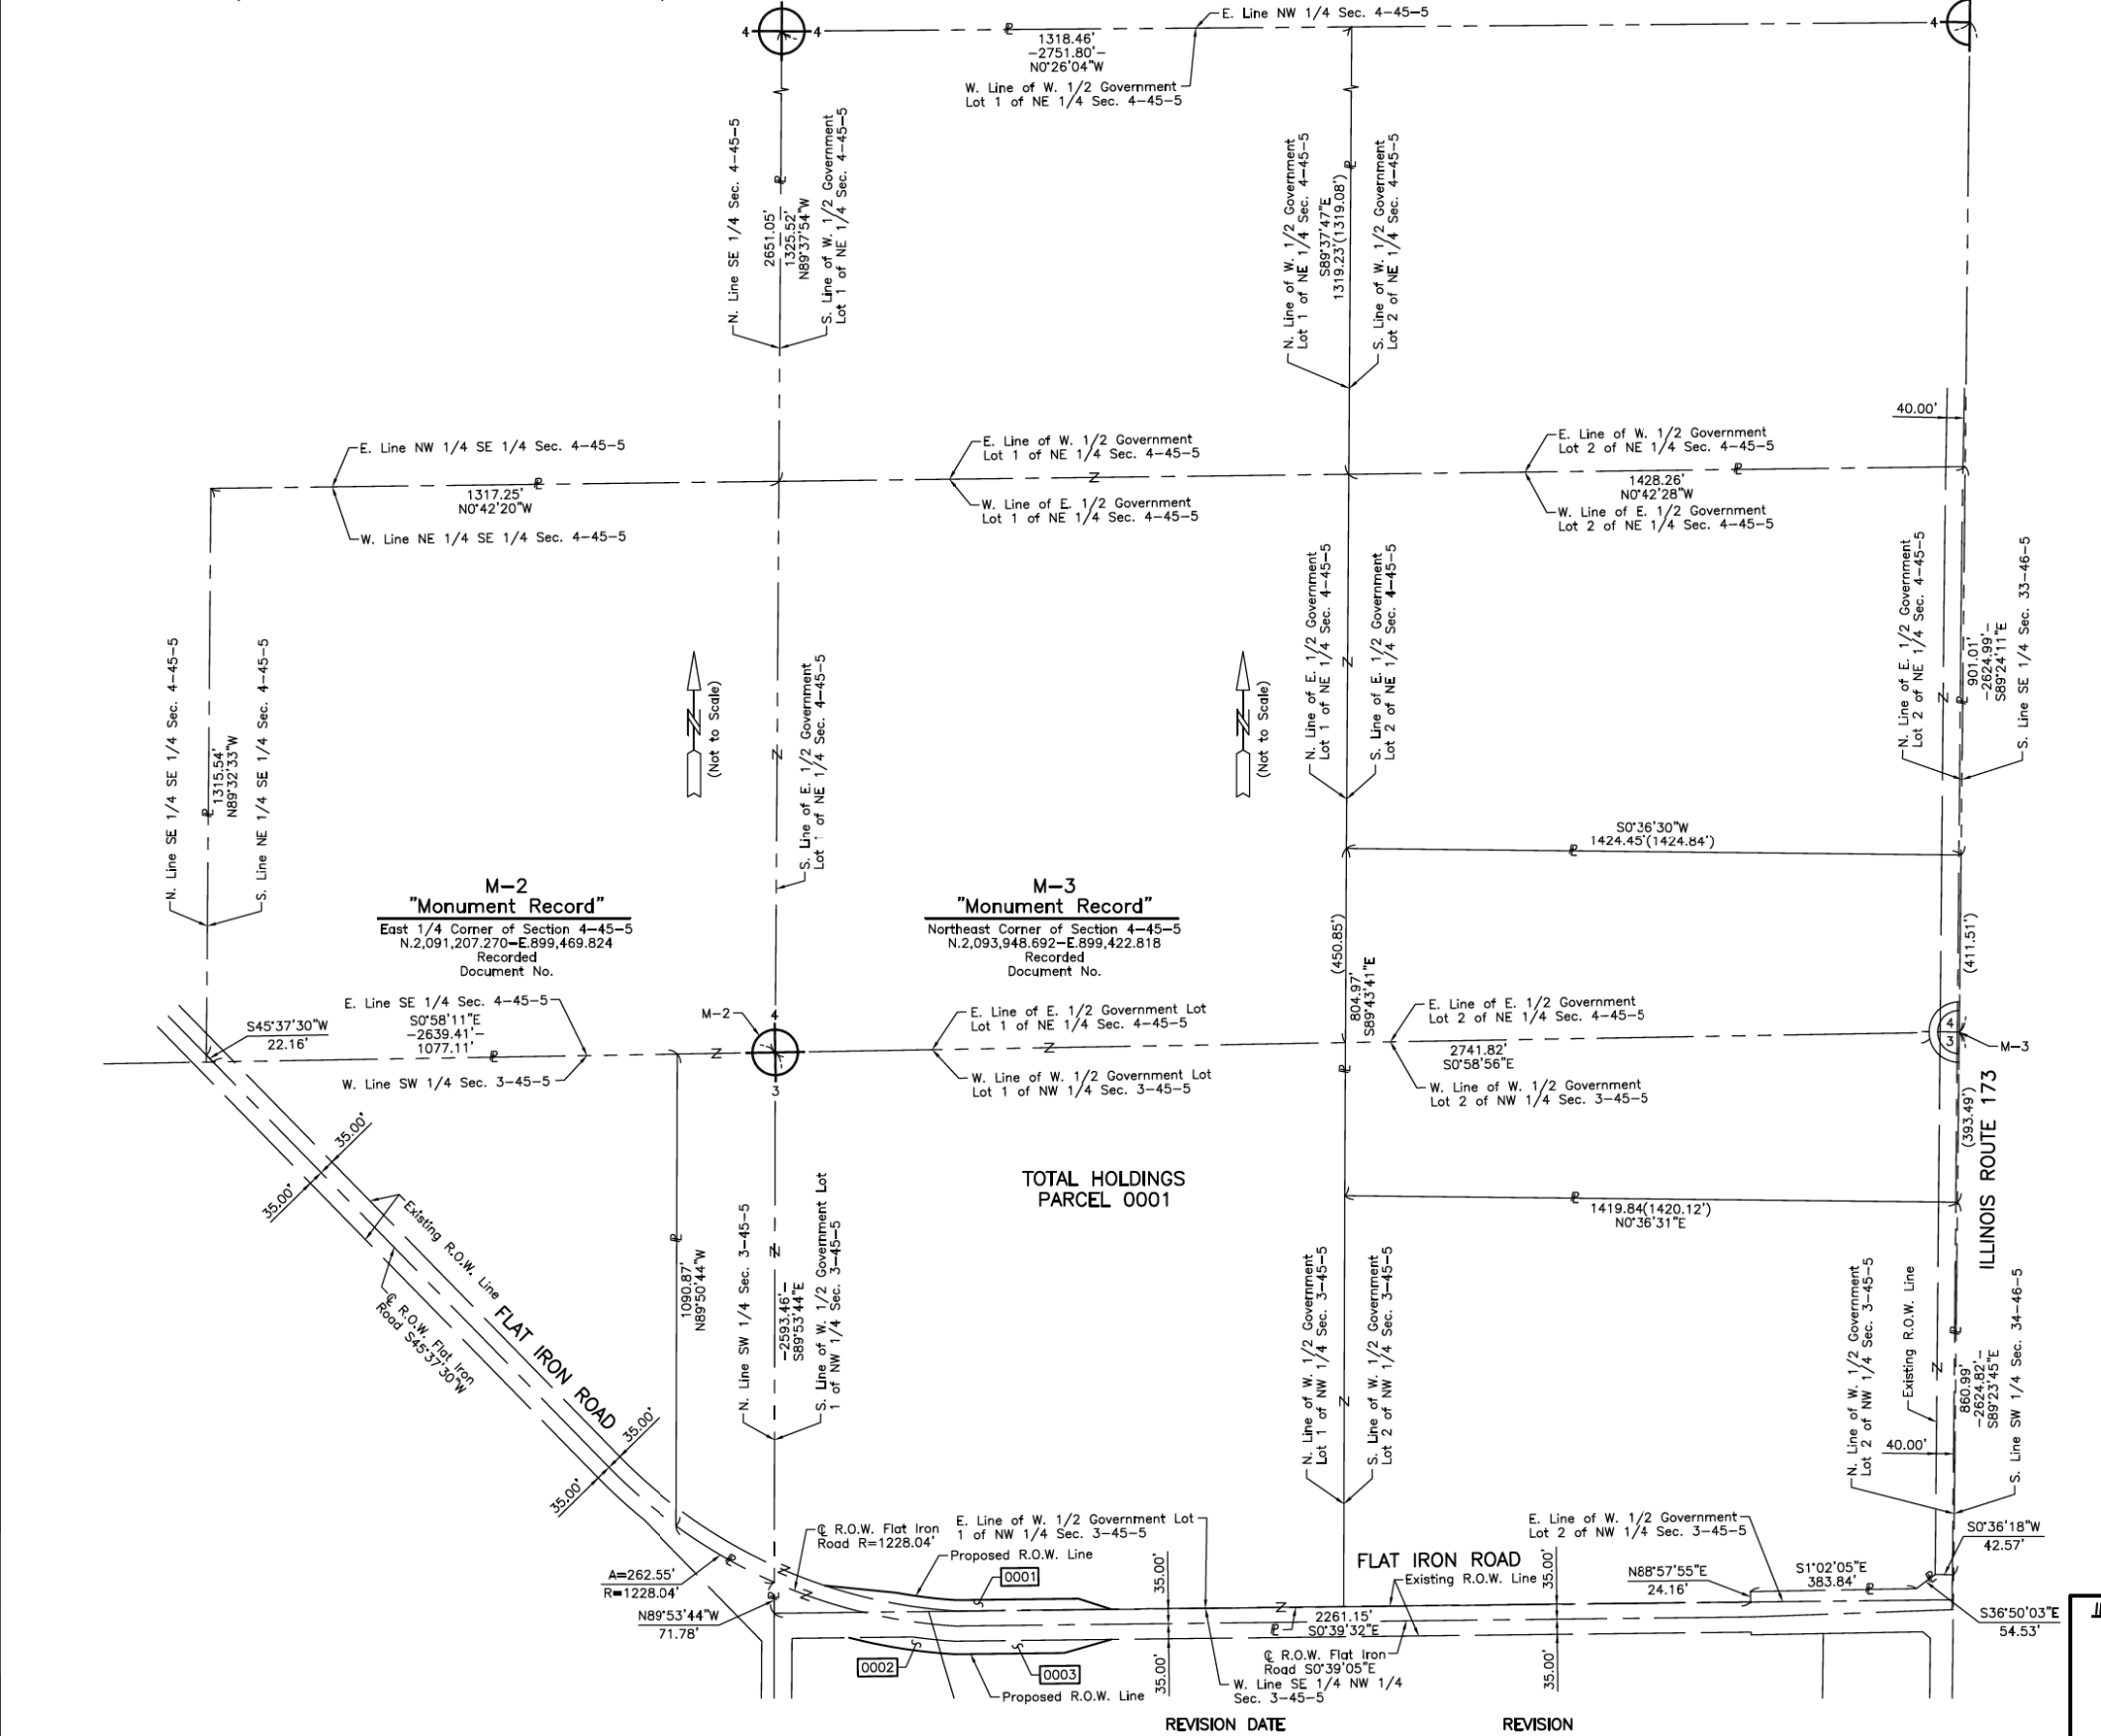 E. Line NW 1/4 Sec. 4-45-5
4
4
4
1318.46'
-2751.80'-
N0°26'04"W
W. Line of W. 1/2 Government
Lot 1 of NE 1/4 Sec. 4-45-5
N. Line SE 1/4 Sec. 4-45-5
2651.05'
1325.52'
N89°37'54"W
S. Line of W. 1/2 Government
Lot 1 of NE 1/4 Sec. 4-45-5
N. Line of W. 1/2 Government
Lot 1 of NE 1/4 Sec. 4-45-5
S89°37'47"E
1319.23'(1319.08')
S. Line of W. 1/2 Government
Lot 2 of NE 1/4 Sec. 4-45-5
40.00'
E. Line NW 1/4 SE 1/4 Sec. 4-45-5
1317.25'
N0°42'20"W
W. Line NE 1/4 SE 1/4 Sec. 4-45-5
E. Line of W. 1/2 Government
Lot 1 of NE 1/4 Sec. 4-45-5
W. Line of E. 1/2 Government
Lot 1 of NE 1/4 Sec. 4-45-5
E. Line of W. 1/2 Government
Lot 2 of NE 1/4 Sec. 4-45-5
1428.26'
N0°42'28"W
W. Line of E. 1/2 Government
Lot 2 of NE 1/4 Sec. 4-45-5
N. Line SE 1/4 SE 1/4 Sec. 4-45-5
1315.54'
N89°32'33"W
S. Line NE 1/4 SE 1/4 Sec. 4-45-5
(Not to Scale)
S. Line of E. 1/2 Government
Lot 1 of NE 1/4 Sec. 4-45-5
(Not to Scale)
N. Line of E. 1/2 Government
Lot 1 of NE 1/4 Sec. 4-45-5
S. Line of E. 1/2 Government
Lot 2 of NE 1/4 Sec. 4-45-5
N. Line of E. 1/2 Government
Lot 2 of NE 1/4 Sec. 4-45-5
901.01'
-2624.99'-
S89°24'11"E
S. Line SE 1/4 Sec. 33-46-5
S0°36'30"W
1424.45'(1424.84')
M-2
"Monument Record"
East 1/4 Corner of Section 4-45-5
N.2,091,207.270-E.899,469.824
Recorded
Document No.
M-3
"Monument Record"
Northeast Corner of Section 4-45-5
N.2,093,948.692-E.899,422.818
Recorded
Document No.
(450.85')
804.97'
S89°43'41"E
(411.51')
S45°37'30"W
22.16'
E. Line SE 1/4 Sec. 4-45-5
S0°58'11"E
-2639.41'-
1077.11'
W. Line SW 1/4 Sec. 3-45-5
M-2
4
3
E. Line of E. 1/2 Government Lot
Lot 1 of NE 1/4 Sec. 4-45-5
W. Line of W. 1/2 Government Lot
Lot 1 of NW 1/4 Sec. 3-45-5
E. Line of E. 1/2 Government
Lot 2 of NE 1/4 Sec. 4-45-5
2741.82'
S0°58'56"E
W. Line of W. 1/2 Government
Lot 2 of NW 1/4 Sec. 3-45-5
4
3
M-3
(393.49')
ILLINOIS ROUTE 173
35.00'
35.00'
Existing R.O.W. Line
℄ R.O.W. Flat Iron
Road S45°37'30"W
FLAT IRON ROAD
35.00'
35.00'
TOTAL HOLDINGS
PARCEL 0001
1419.84(1420.12')
N0°36'31"E
1090.87'
N89°50'44"W
N. Line SW 1/4 Sec. 3-45-5
-2593.46'-
S89°53'44"E
S. Line of W. 1/2 Government Lot
1 of NW 1/4 Sec. 3-45-5
N. Line of W. 1/2 Government
Lot 1 of NW 1/4 Sec. 3-45-5
S. Line of W. 1/2 Government
Lot 2 of NW 1/4 Sec. 3-45-5
N. Line of W. 1/2 Government
Lot 2 of NW 1/4 Sec. 3-45-5
Existing R.O.W. Line
40.00'
860.99'
-2624.82'-
S89°23'45"E
S. Line SW 1/4 Sec. 34-46-5
A=262.55'
R=1228.04'
N89°53'44"W
71.78'
℄ R.O.W. Flat Iron
Road R=1228.04'
E. Line of W. 1/2 Government Lot
1 of NW 1/4 Sec. 3-45-5
Proposed R.O.W. Line
0001
35.00'
FLAT IRON ROAD
Existing R.O.W. Line
35.00'
E. Line of W. 1/2 Government
Lot 2 of NW 1/4 Sec. 3-45-5
N88°57'55"E
24.16'
S1°02'05"E
383.84'
S0°36'18"W
42.57'
S36°50'03"E
54.53'
2261.15'
S0°39'32"E
℄ R.O.W. Flat Iron
Road S0°39'05"E
W. Line SE 1/4 NW 1/4
Sec. 3-45-5
35.00'
35.00'
0002
0003
Proposed R.O.W. Line
REVISION DATE
REVISION